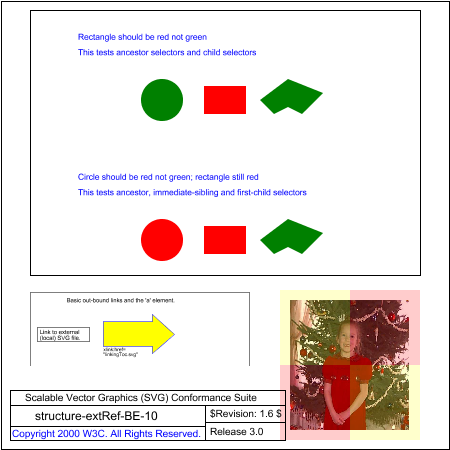 Rectangle should be red not green
This tests ancestor selectors and child selectors
Circle should be red not green; rectangle still red
This tests ancestor, immediate-sibling and first-child selectors
Basic out-bound links and the 'a' element.
Link to external
(local) SVG file.
xlink:href=
"linkingToc.svg"
Scalable Vector Graphics (SVG) Conformance Suite
structure-extRef-BE-10
$Revision: 1.6 $
Copyright 2000 W3C. All Rights Reserved.
Release 3.0